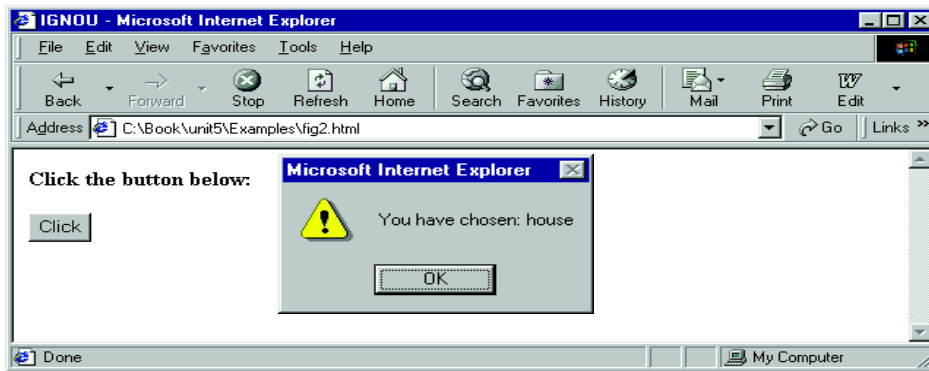 IGNOU - Microsoft Internet Explorer
File Edit View Favorites Tools Help
Back Forward Stop Refresh Home Search Favorites History Mail Print Edit
Address C:\Book\unit5\Examples\fig2.html Go Links »
Click the button below:
Click
Microsoft Internet Explorer
You have chosen: house
OK
Done My Computer